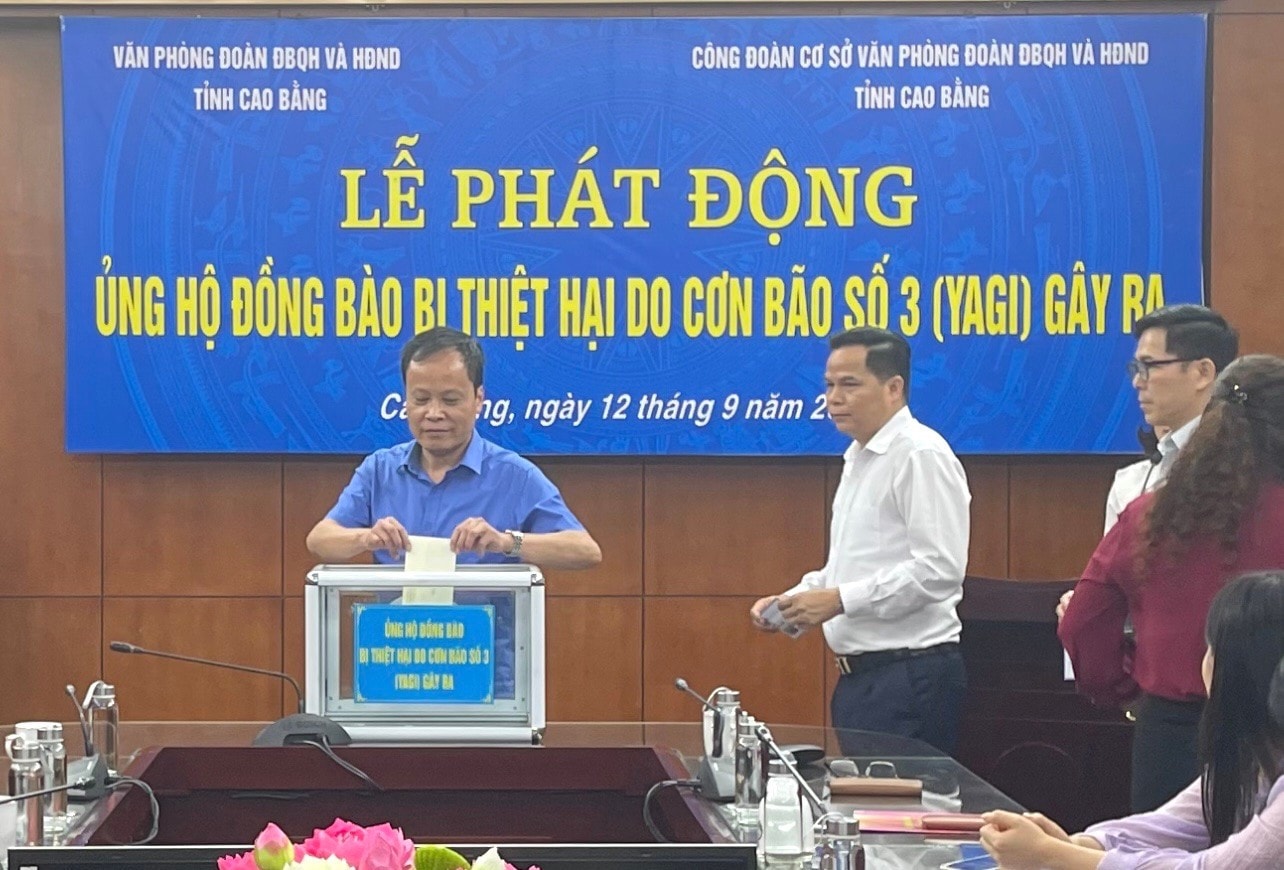 VĂN PHÒNG ĐOÀN ĐBQH VÀ HĐND
TỈNH CAO BẰNG
CÔNG ĐOÀN CƠ SỞ VĂN PHÒNG ĐOÀN ĐBQH VÀ HĐND
TỈNH CAO BẰNG
LỄ PHÁT ĐỘNG
ỦNG HỘ ĐỒNG BÀO BỊ THIỆT HẠI DO CƠN BÃO SỐ 3 (YAGI) GÂY RA
ngày 12 tháng 9 năm
ỦNG HỘ ĐỒNG BÀO
BỊ THIỆT HẠI DO CƠN BÃO SỐ 3
(YAGI) GÂY RA